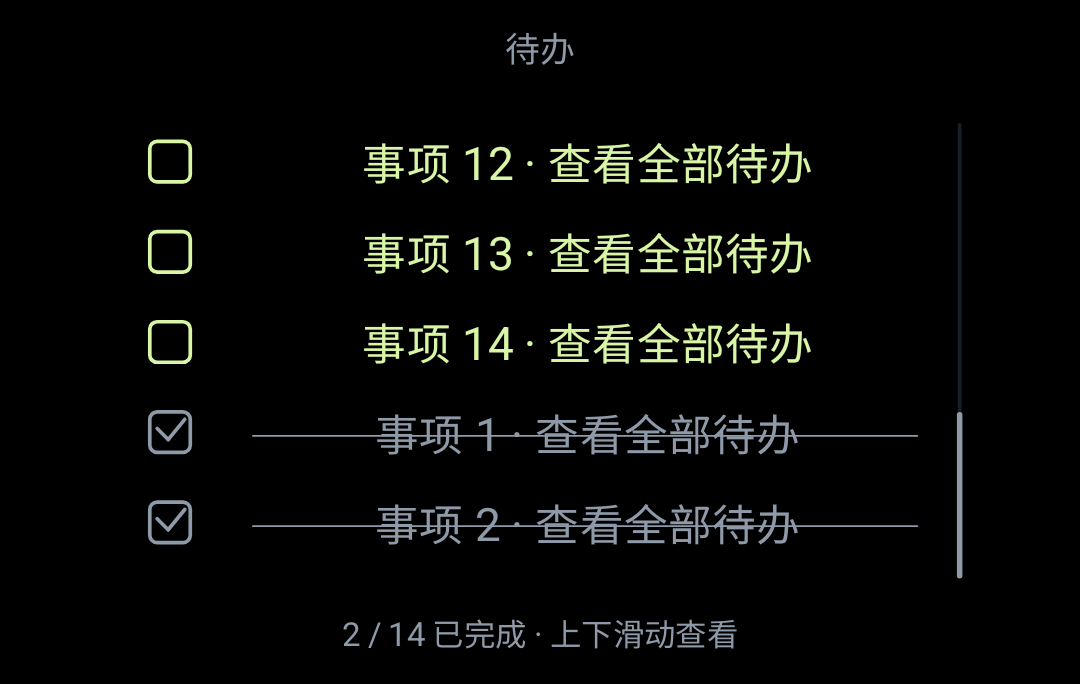 待办
事项 12 · 查看全部待办
事项 13 · 查看全部待办
事项 14 · 查看全部待办
事项 1 · 查看全部待办
事项 2 · 查看全部待办
2 / 14 已完成 · 上下滑动查看